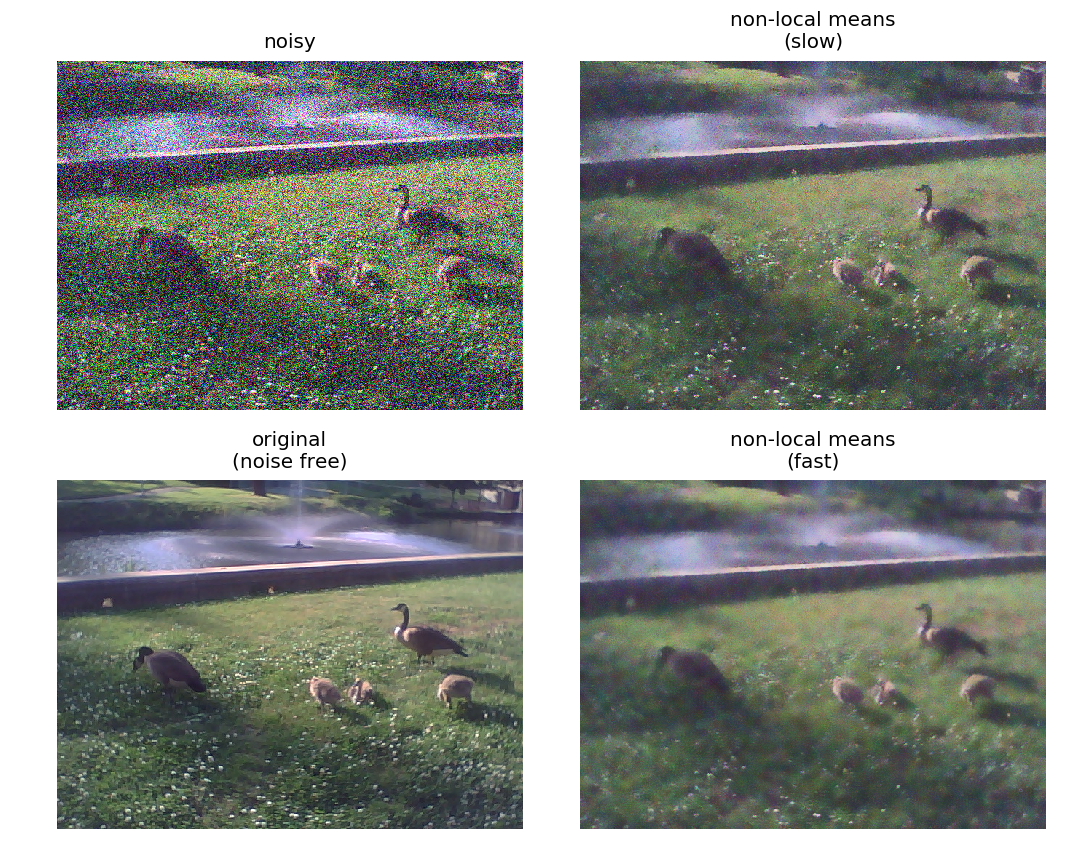 noisy
non-local means
(slow)
original
(noise free)
non-local means
(fast)